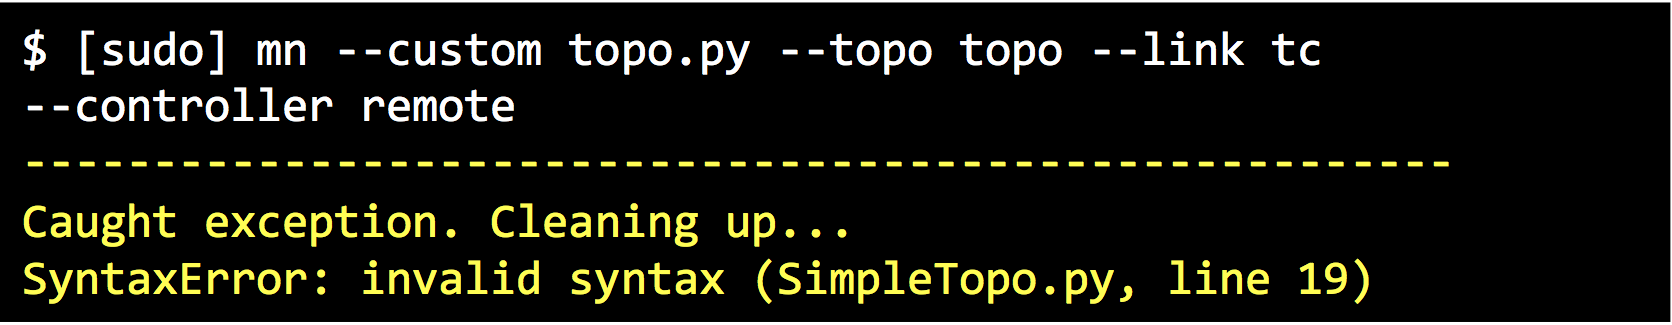 $ [sudo] mn --custom topo.py --topo topo --link tc
--controller remote
-------------------------------------------------------
Caught exception. Cleaning up...
SyntaxError: invalid syntax (SimpleTopo.py, line 19)